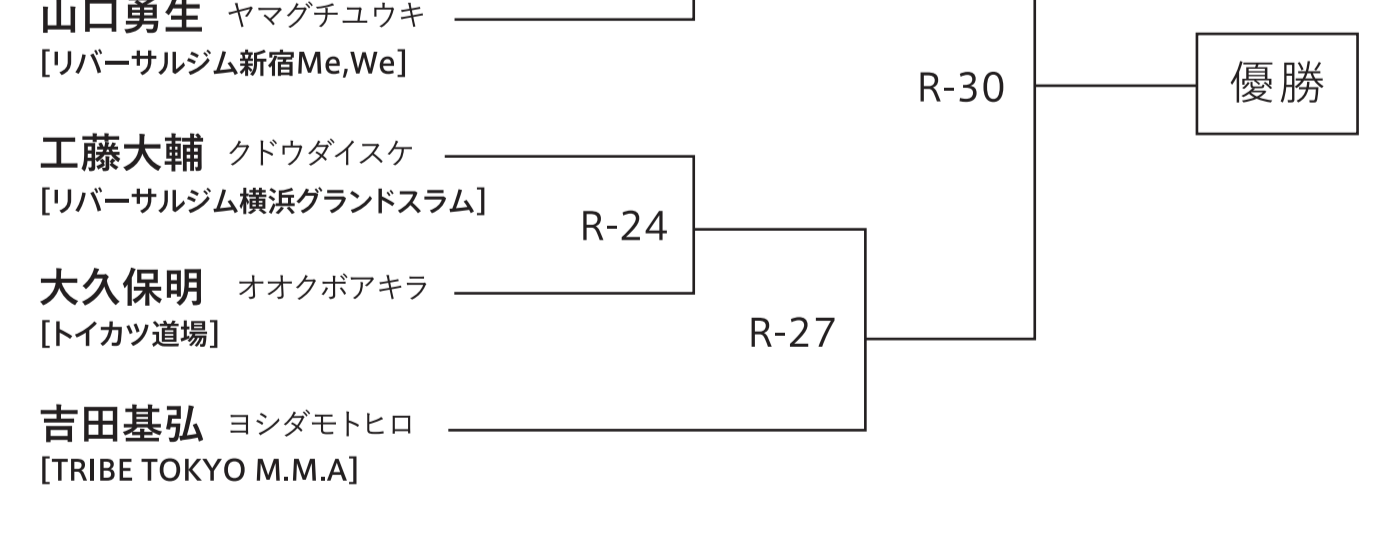 山口勇生 ヤマグチユウキ
[リバーサルジム新宿Me,We]
R-30
優勝
工藤大輔 クドウダイスケ
[リバーサルジム横浜グランドスラム]
R-24
大久保明 オオクボアキラ
[トイカツ道場]
R-27
吉田基弘 ヨシダモトヒロ
[TRIBE TOKYO M.M.A]